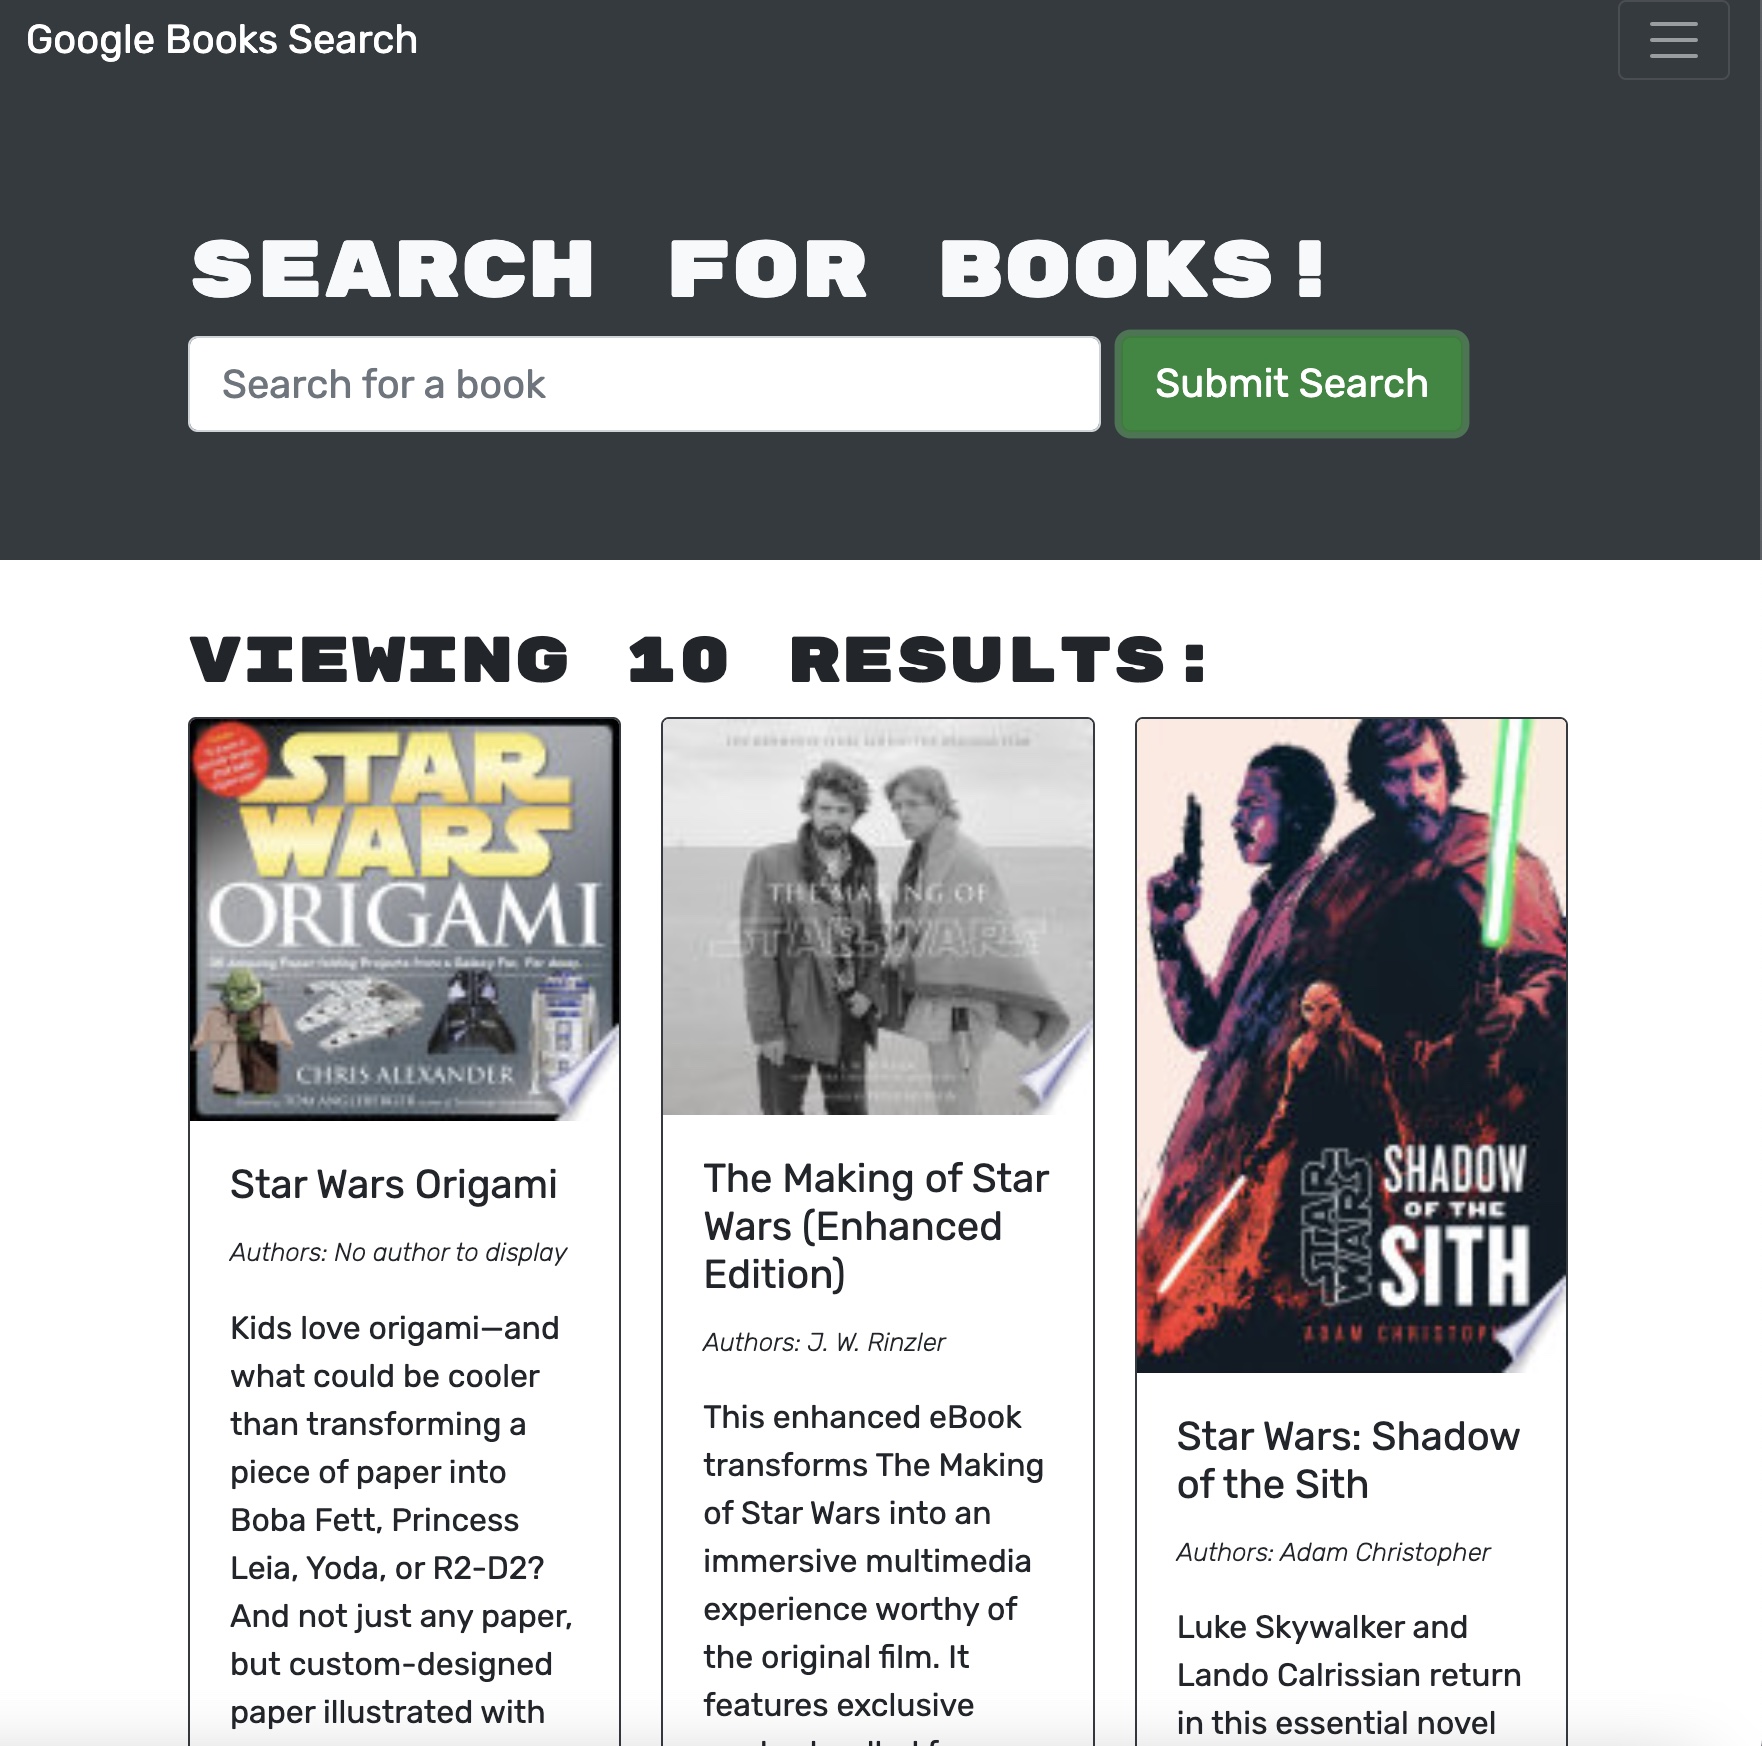 Google Books Search
SEARCH FOR BOOKS!
Search for a book
Submit Search
VIEWING 10 RESULTS:
STAR
WARS
ORIGAMI
CHRIS ALEXANDER
Star Wars Origami
Authors: No author to display
Kids love origami—and
what could be cooler
than transforming a
piece of paper into
Boba Fett, Princess
Leia, Yoda, or R2-D2?
And not just any paper,
but custom-designed
paper illustrated with
THE MAKING OF
STAR WARS
The Making of Star
Wars (Enhanced
Edition)
Authors: J. W. Rinzler
This enhanced eBook
transforms The Making
of Star Wars into an
immersive multimedia
experience worthy of
the original film. It
features exclusive
STAR
WARS
SHADOW
OF THE
SITH
ADAM
Star Wars: Shadow
of the Sith
Authors: Adam Christopher
Luke Skywalker and
Lando Calrissian return
in this essential novel